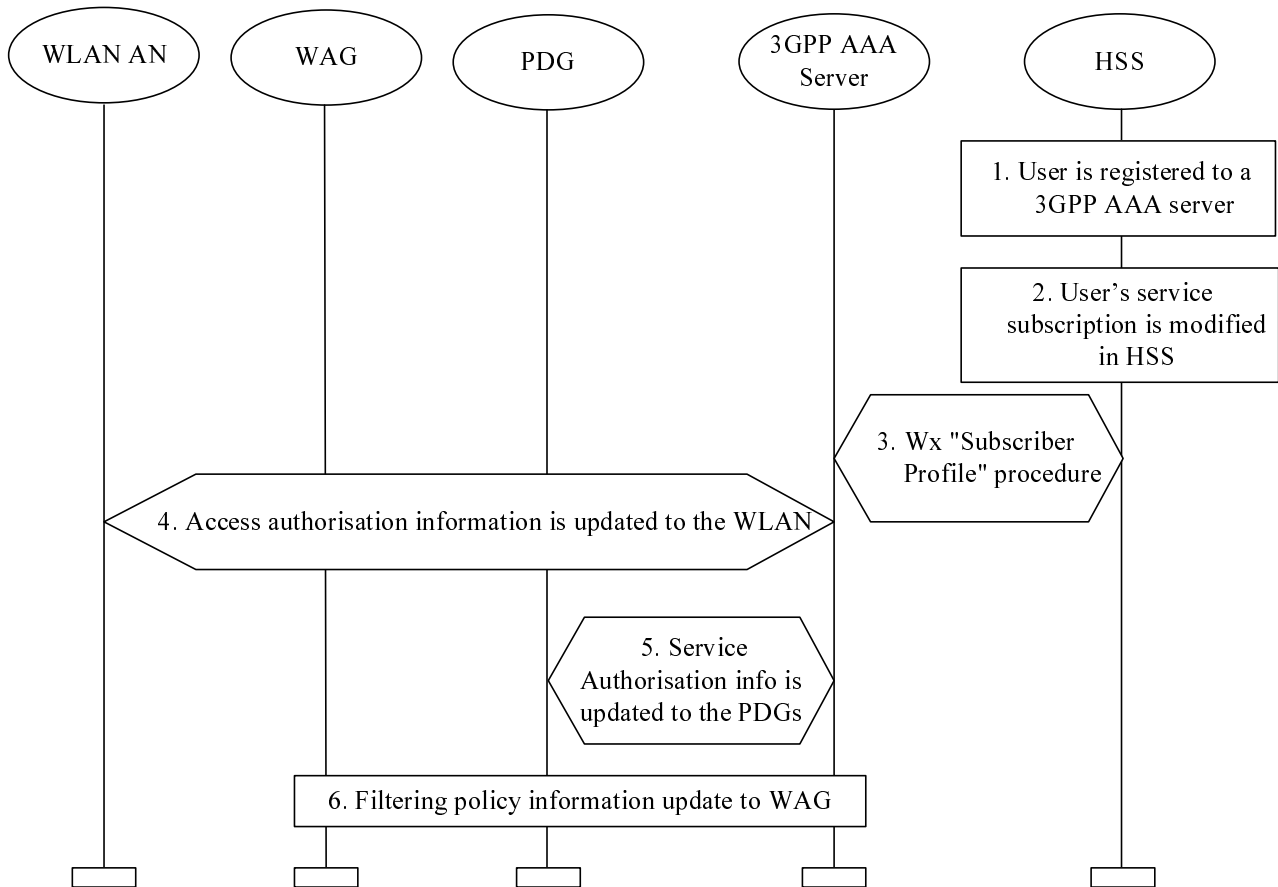 WLAN AN
WAG
PDG
3GPP AAA
Server
HSS
1. User is registered to a
3GPP AAA server
2. User’s service
subscription is modified
in HSS
3. Wx "Subscriber
Profile" procedure
4. Access authorisation information is updated to the WLAN
5. Service
Authorisation info is
updated to the PDGs
6. Filtering policy information update to WAG